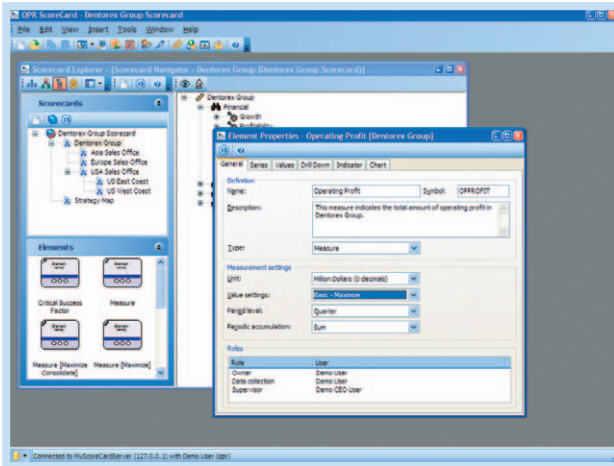 QPR ScoreCard - Dentorex Group Scorecard
File Edit View Insert Tools Window Help
Scorecard Explorer - [Scorecard Navigator - Dentorex Group (Dentorex Group Scorecard)]
Scorecards
Dentorex Group Scorecard
Dentorex Group
Asia Sales Office
Europe Sales Office
USA Sales Office
US East Coast
US West Coast
Strategy Map
Elements
Critical Success Factor
Measure
Measure [Maximize Consolidate]
Measure [Maximize]
Dentorex Group
Financial
Growth
Profitability
Element Properties - Operating Profit [Dentorex Group]
General Series Values Drill Down Indicator Chart
Definition
Name: Operating Profit Symbol: OPPROFIT
Description: This measure indicates the total amount of operating profit in
Dentorex Group.
Type: Measure
Measurement settings
Unit: Million Dollars (0 decimals)
Value settings: Basic - Maximize
Period level: Quarter
Periodic accumulation: Sum
Roles
Role User
Owner Demo User
Data collection Demo User
Supervisor Demo CEO User
Connected to MyScoreCardServer (127.0.0.1) with Demo User (qpr)